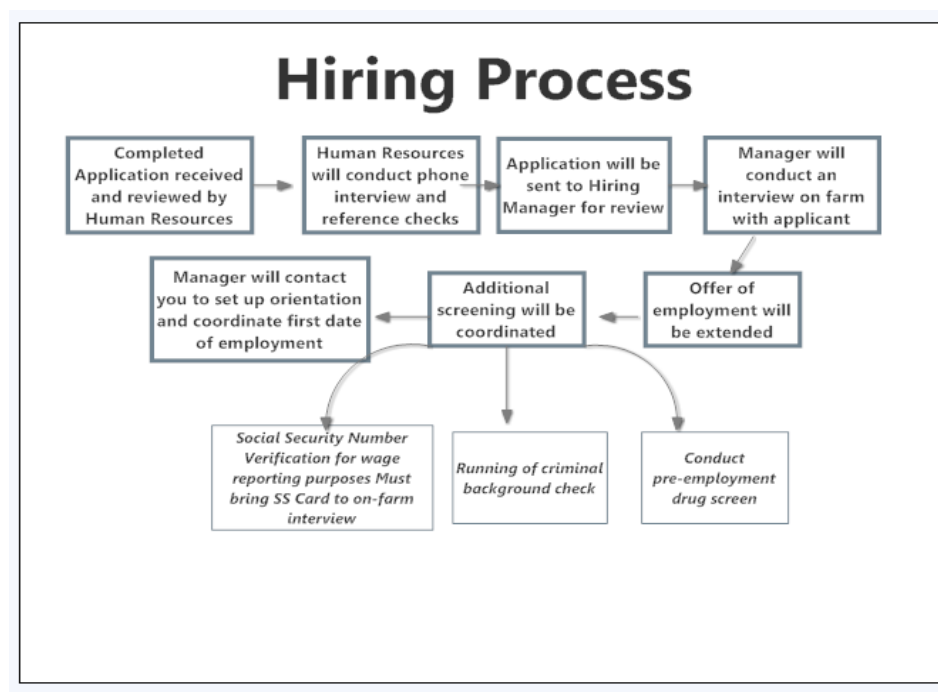 Hiring Process
Completed
Application received
and reviewed by
Human Resources
Human Resources
will conduct phone
interview and
reference checks
Application will be
sent to Hiring
Manager for review
Manager will
conduct an
interview on farm
with applicant
Offer of
employment will
be extended
Additional
screening will be
coordinated
Manager will contact
you to set up orientation
and coordinate first date
of employment
Social Security Number
Verification for wage
reporting purposes Must
bring SS Card to on-farm
interview
Running of criminal
background check
Conduct
pre-employment
drug screen